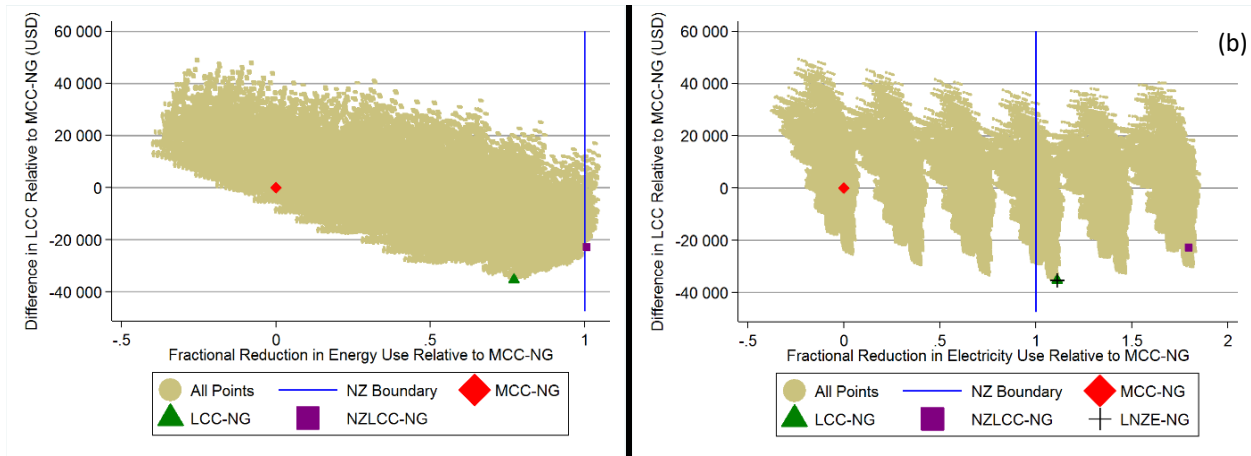 Difference in LCC Relative to MCC-NG (USD)
60 000
40 000
20 000
0
-20 000
-40 000
-.5
0
.5
1
Fractional Reduction in Energy Use Relative to MCC-NG
All Points
NZ Boundary
MCC-NG
LCC-NG
NZLCC-NG
(b)
Difference in LCC Relative to MCC-NG (USD)
60 000
40 000
20 000
0
-20 000
-40 000
-.5
0
.5
1
1.5
2
Fractional Reduction in Electricity Use Relative to MCC-NG
All Points
NZ Boundary
MCC-NG
LCC-NG
NZLCC-NG
LNZE-NG